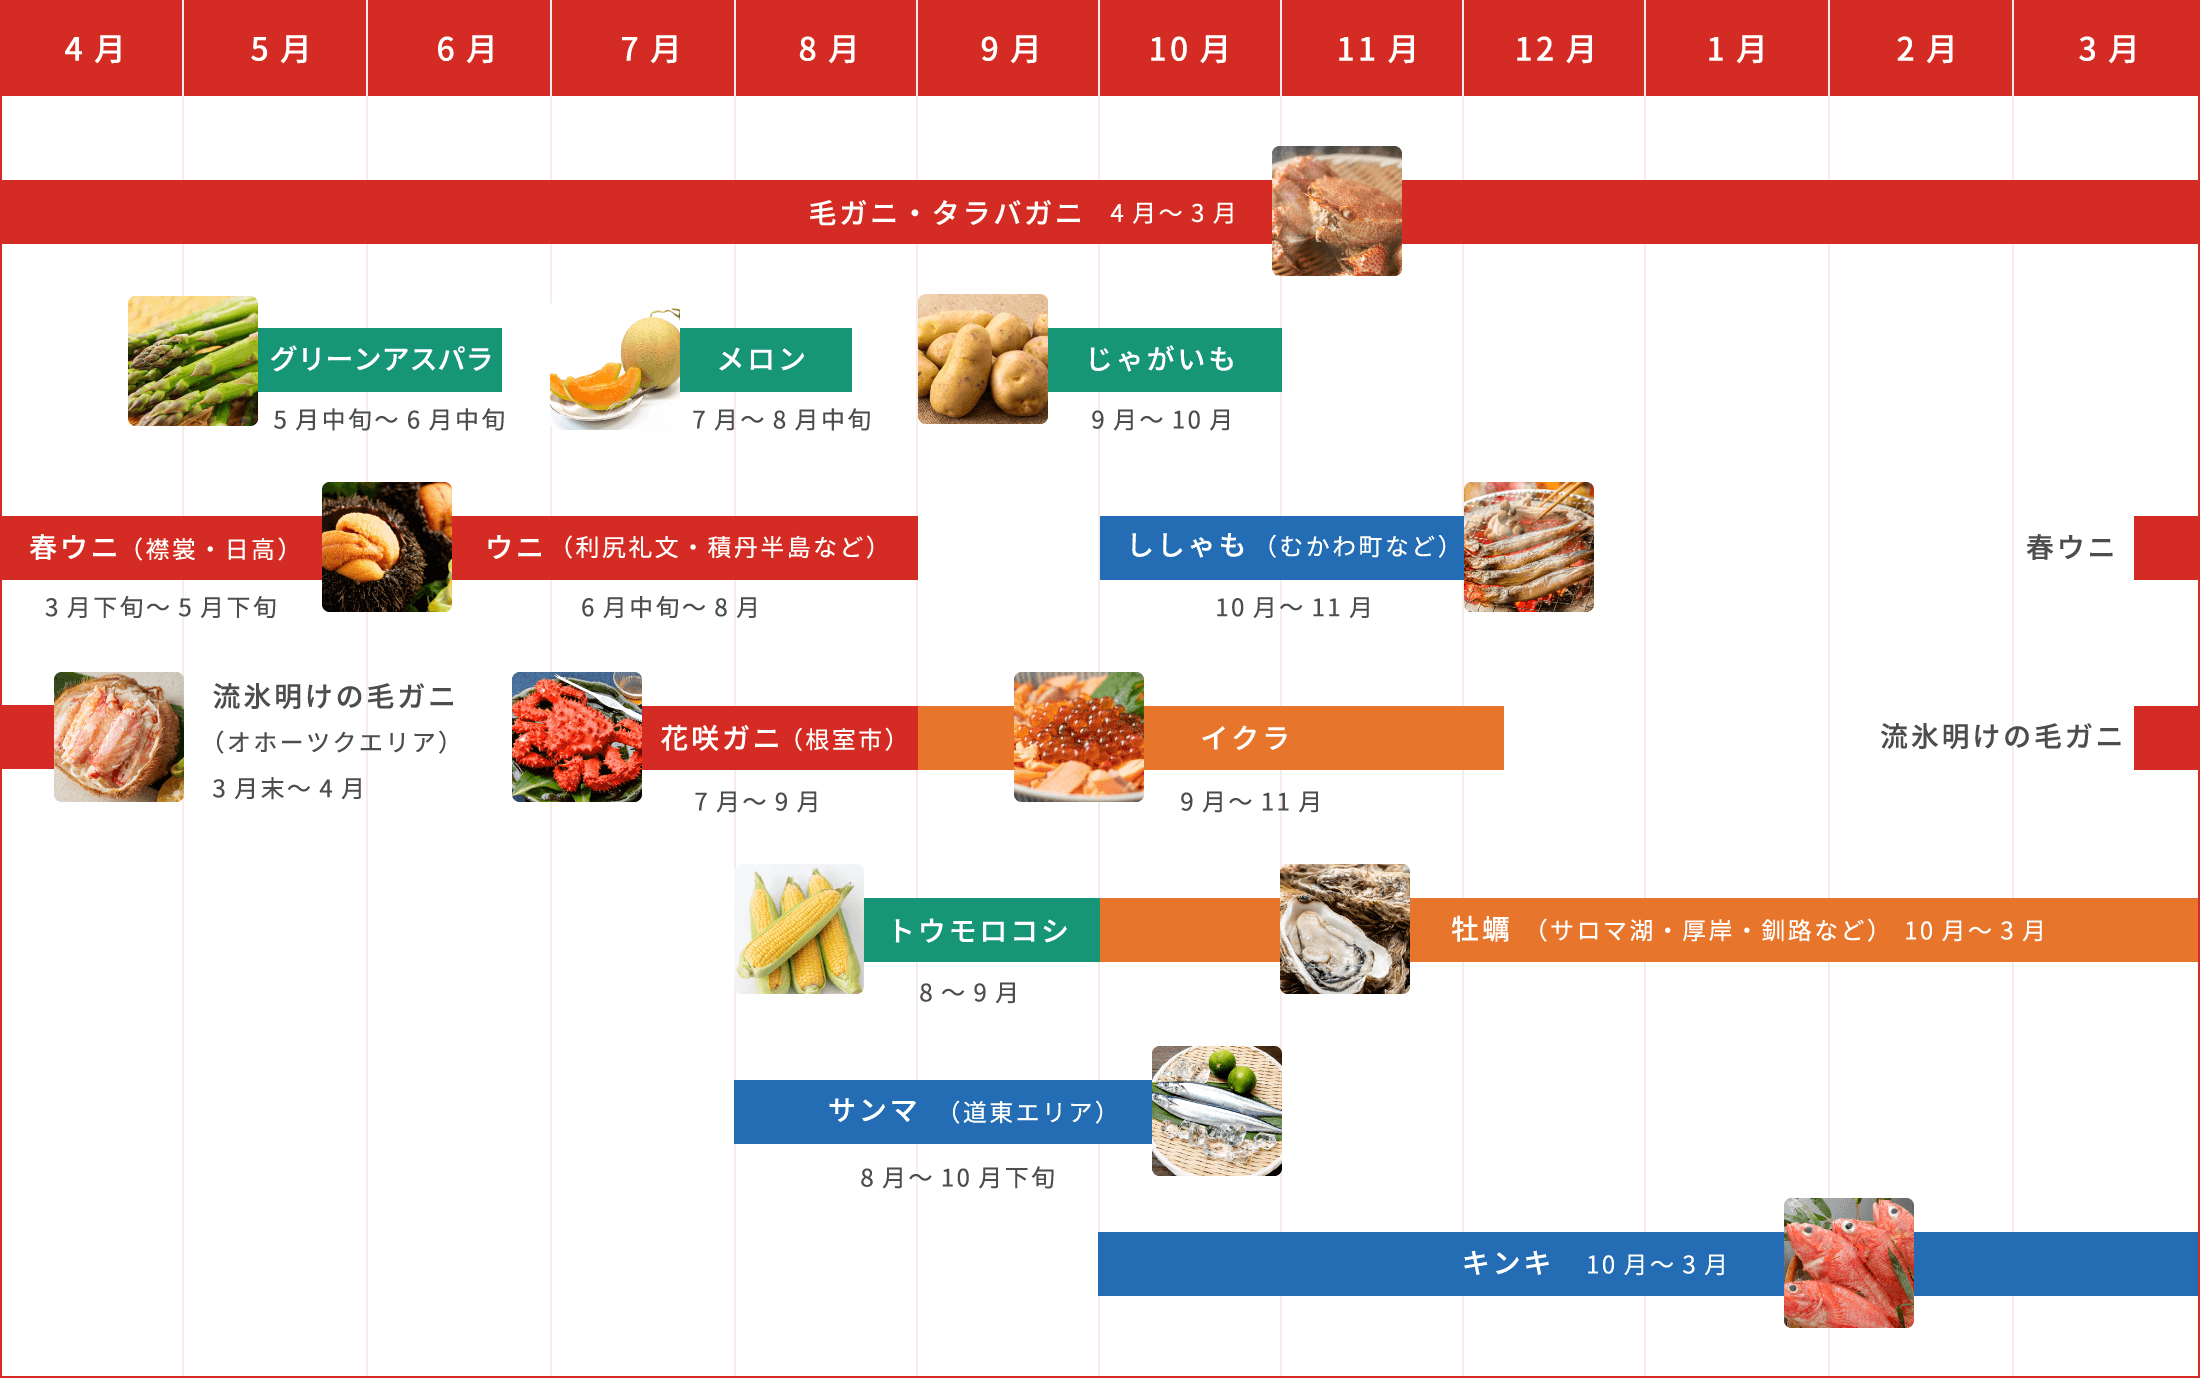 4月 5月 6月 7月 8月 9月 10月 11月 12月 1月 2月 3月
毛ガニ・タラバガニ 4月〜3月
グリーンアスパラ メロン じゃがいも
5月中旬〜6月中旬 7月〜8月中旬 9月〜10月
春ウニ（襟裳・日高） ウニ（利尻礼文・積丹半島など） ししゃも（むかわ町など） 春ウニ
3月下旬〜5月下旬 6月中旬〜8月 10月〜11月
流氷明けの毛ガニ
（オホーツクエリア） 花咲ガニ（根室市） イクラ 流氷明けの毛ガニ
3月末〜4月 7月〜9月 9月〜11月
トウモロコシ 牡蠣 （サロマ湖・厚岸・釧路など） 10月〜3月
8〜9月
サンマ （道東エリア）
8月〜10月下旬
キンキ 10月〜3月